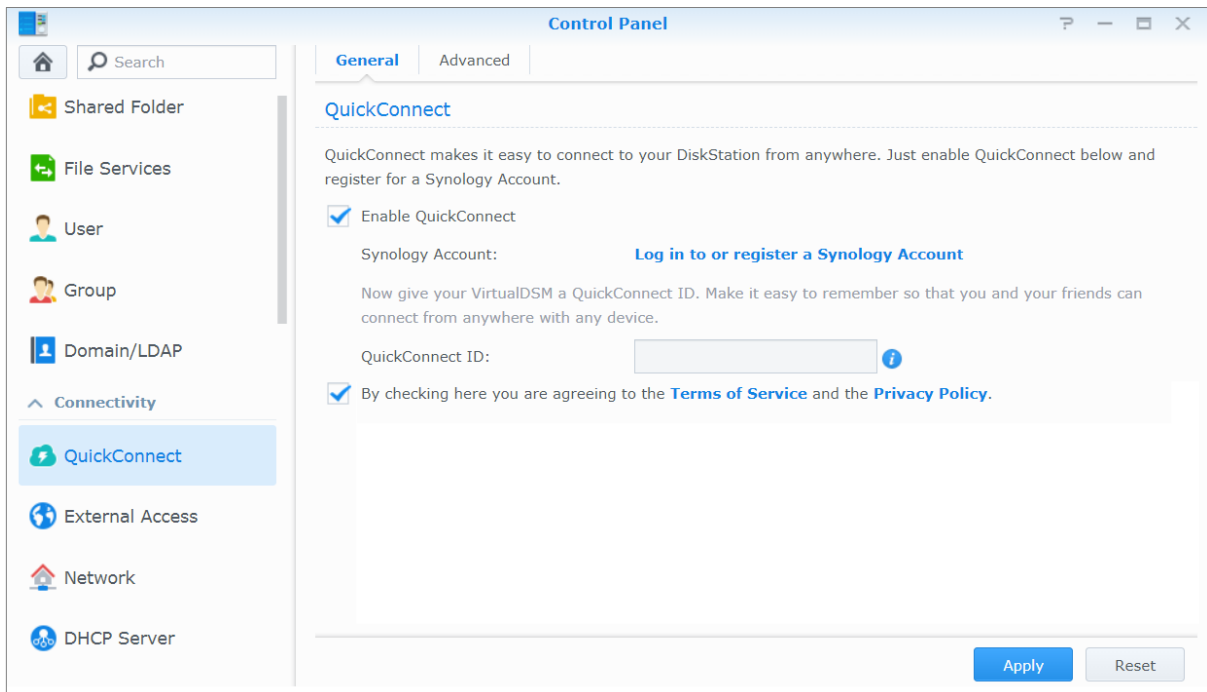 Control Panel
Search
Shared Folder
File Services
User
Group
Domain/LDAP
Connectivity
QuickConnect
External Access
Network
DHCP Server
General Advanced
QuickConnect
QuickConnect makes it easy to connect to your DiskStation from anywhere. Just enable QuickConnect below and
register for a Synology Account.
Enable QuickConnect
Synology Account: Log in to or register a Synology Account
Now give your VirtualDSM a QuickConnect ID. Make it easy to remember so that you and your friends can
connect from anywhere with any device.
QuickConnect ID:
By checking here you are agreeing to the Terms of Service and the Privacy Policy.
Apply Reset